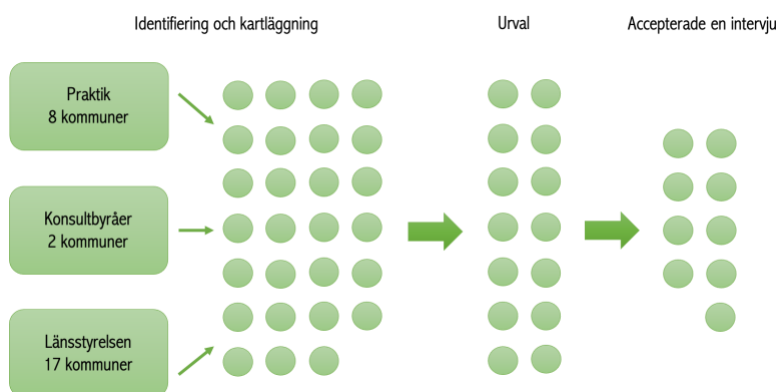 Identifiering och kartläggning
Urval
Accepterade en intervju
Praktik
8 kommuner
Konsultbyråer
2 kommuner
Länsstyrelsen
17 kommuner